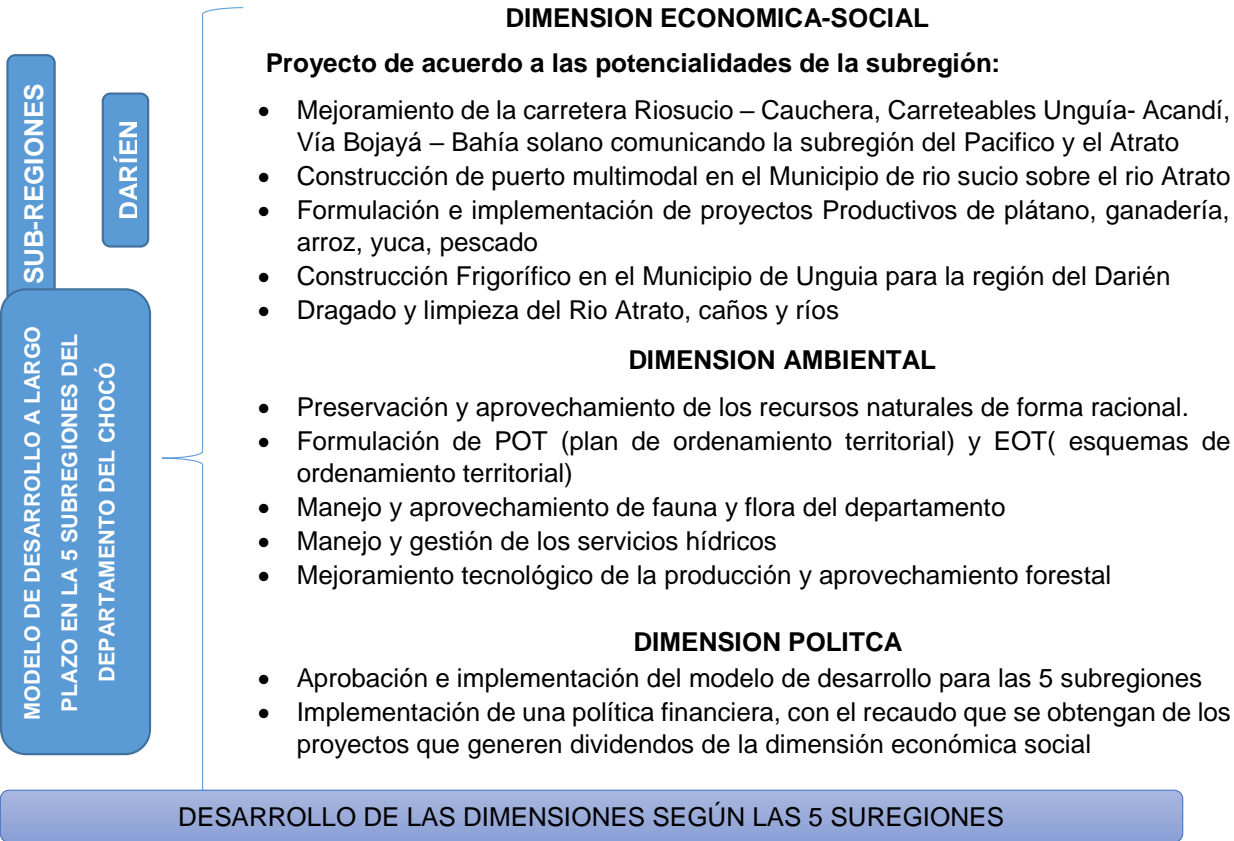 DIMENSION ECONOMICA-SOCIAL
Proyecto de acuerdo a las potencialidades de la subregión:
• Mejoramiento de la carretera Riosucio – Cauchera, Carreteables Unguía- Acandí,
Vía Bojayá – Bahía solano comunicando la subregión del Pacifico y el Atrato
• Construcción de puerto multimodal en el Municipio de rio sucio sobre el rio Atrato
• Formulación e implementación de proyectos Productivos de plátano, ganadería,
arroz, yuca, pescado
• Construcción Frigorífico en el Municipio de Unguia para la región del Darién
• Dragado y limpieza del Rio Atrato, caños y ríos
DIMENSION AMBIENTAL
• Preservación y aprovechamiento de los recursos naturales de forma racional.
• Formulación de POT (plan de ordenamiento territorial) y EOT( esquemas de
ordenamiento territorial)
• Manejo y aprovechamiento de fauna y flora del departamento
• Manejo y gestión de los servicios hídricos
• Mejoramiento tecnológico de la producción y aprovechamiento forestal
DIMENSION POLITCA
• Aprobación e implementación del modelo de desarrollo para las 5 subregiones
• Implementación de una política financiera, con el recaudo que se obtengan de los
proyectos que generen dividendos de la dimensión económica social
SUB-REGIONES
DARÍEN
MODELO DE DESARROLLO A LARGO
PLAZO EN LA 5 SUBREGIONES DEL
DEPARTAMENTO DEL CHOCÓ
DESARROLLO DE LAS DIMENSIONES SEGÚN LAS 5 SUREGIONES